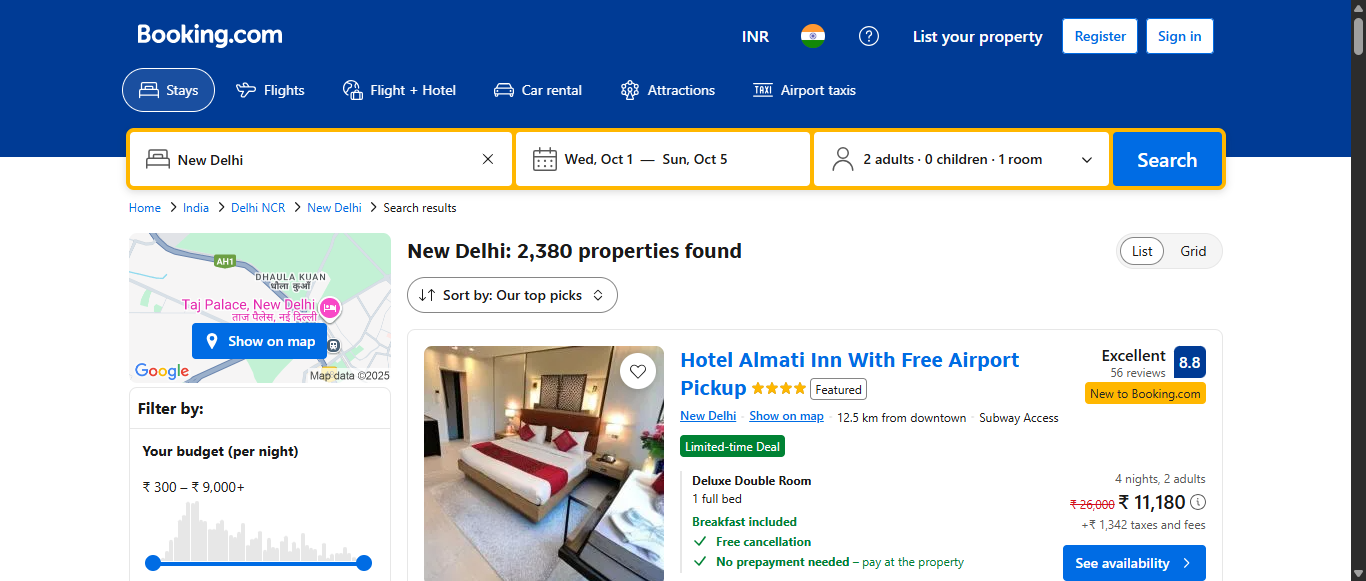 Booking.com
INR
List your property
Register
Sign in
Stays
Flights
Flight + Hotel
Car rental
Attractions
TAXI
Airport taxis
New Delhi
Wed, Oct 1 — Sun, Oct 5
2 adults · 0 children · 1 room
Search
Home > India > Delhi NCR > New Delhi > Search results
AH1
DHAULA KUAN
धौला कुआँ
Taj Palace, New Delhi
ताज पैलेस, नई दिल्ली
Show on map
Google
Map data ©2025
Filter by:
Your budget (per night)
₹ 300 – ₹ 9,000+
New Delhi: 2,380 properties found
List
Grid
Sort by: Our top picks
Hotel Almati Inn With Free Airport
Pickup
Featured
New Delhi · Show on map · 12.5 km from downtown · Subway Access
Limited-time Deal
Deluxe Double Room
1 full bed
Breakfast included
Free cancellation
No prepayment needed – pay at the property
Excellent
56 reviews
8.8
New to Booking.com
4 nights, 2 adults
₹ 26,000 ₹ 11,180
+₹ 1,342 taxes and fees
See availability